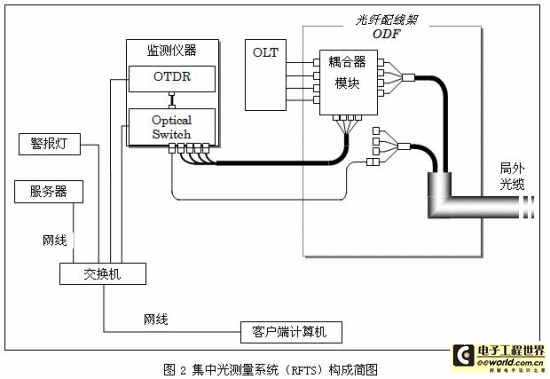 光纤配线架
ODF
监测仪器
OTDR
Optical
Switch
OLT
耦合器
模块
警报灯
服务器
网线
交换机
网线
客户端计算机
局外
光缆
电子工程世界
eeworld.com.cn
图 2 集中光测量系统（RFTS）构成简图